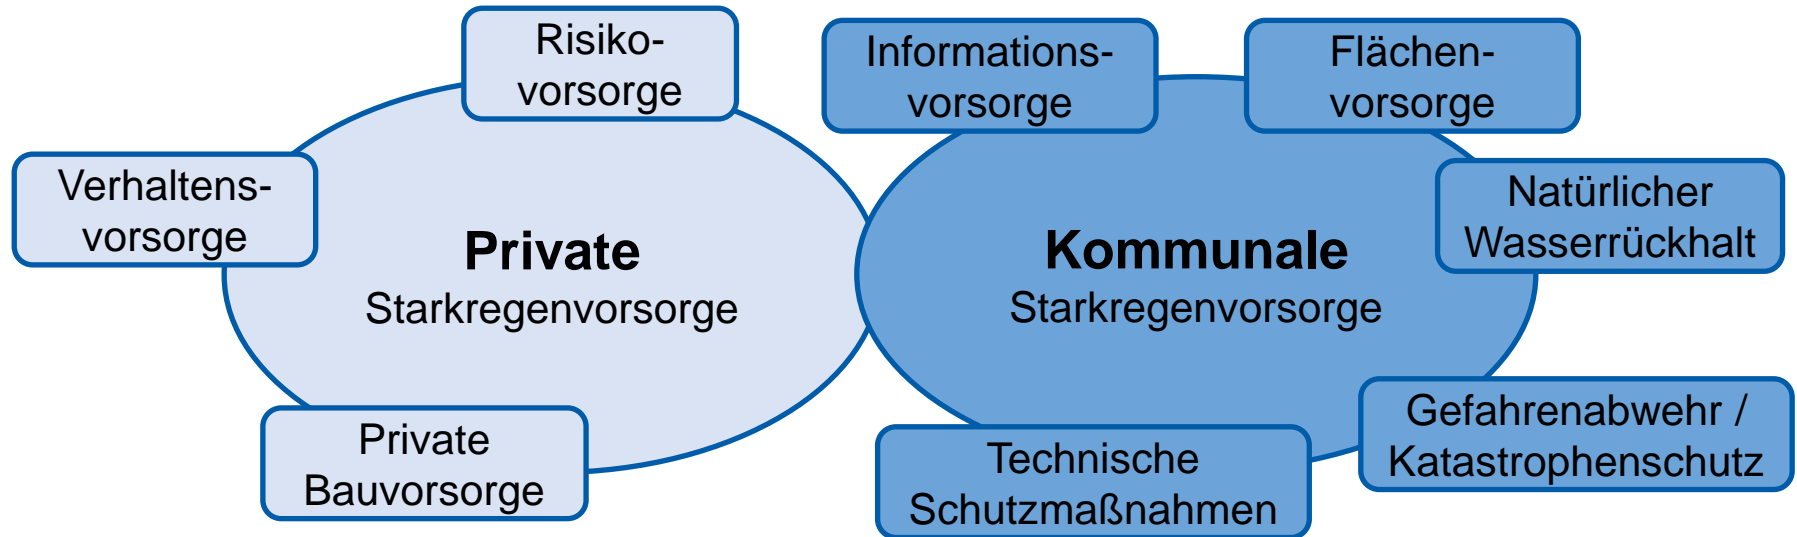 Risiko-
vorsorge
Verhaltens-
vorsorge
Private
Starkregenvorsorge
Private
Bauvorsorge
Informations-
vorsorge
Flächen-
vorsorge
Natürlicher
Wasserrückhalt
Kommunale
Starkregenvorsorge
Gefahrenabwehr /
Katastrophenschutz
Technische
Schutzmaßnahmen